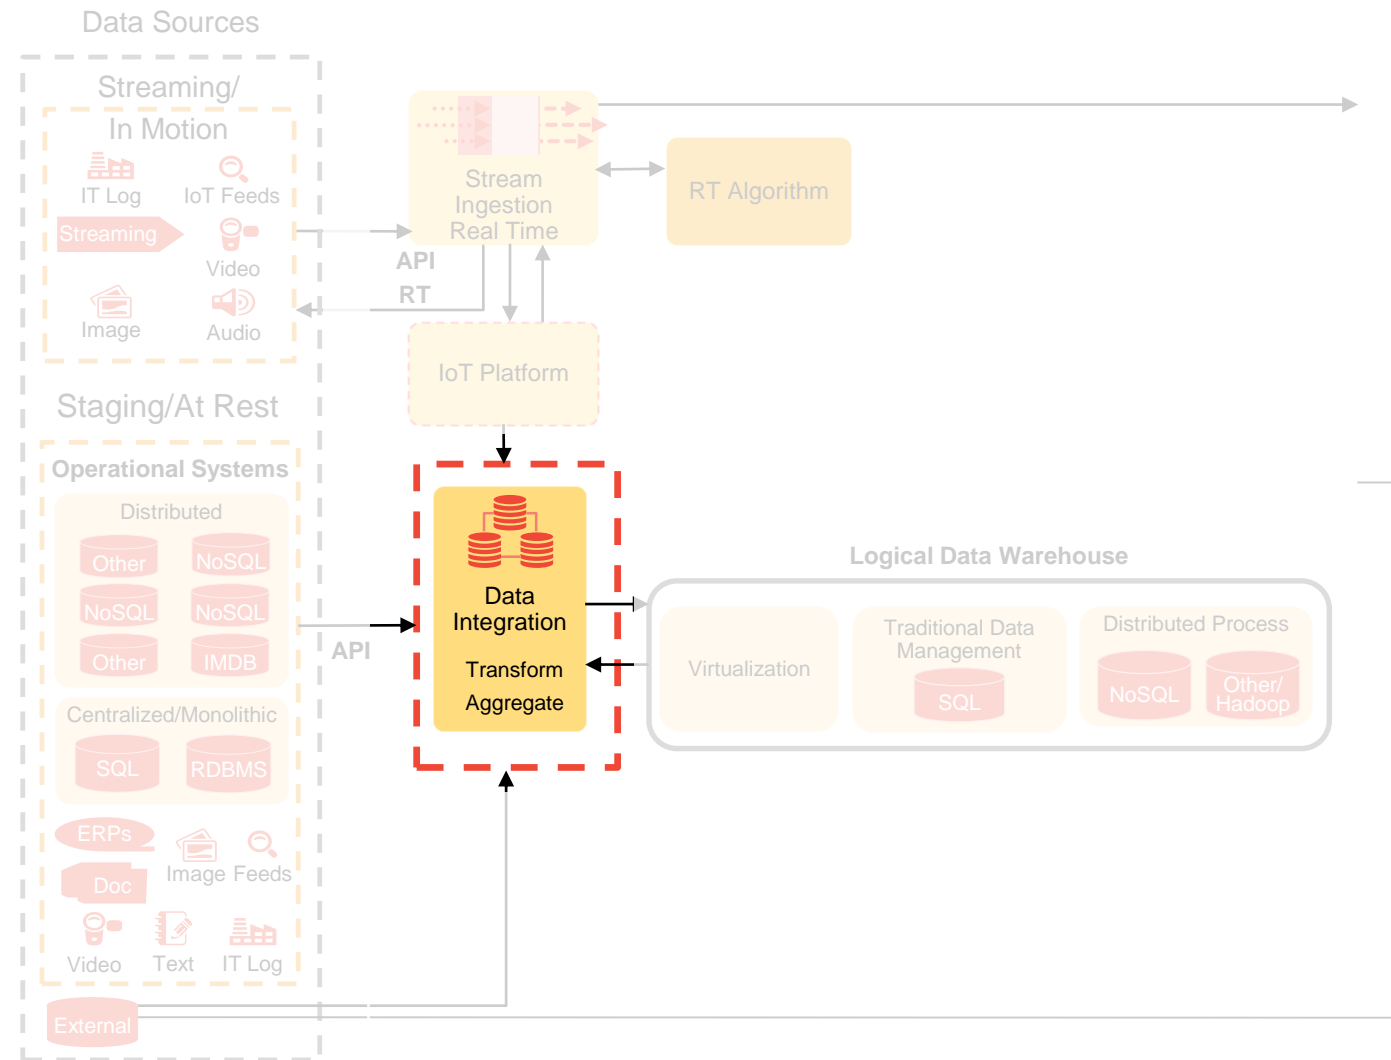 Data Sources
Streaming/
In Motion
IT Log
IoT Feeds
Streaming
Video
Image
Audio
Staging/At Rest
Operational Systems
Distributed
Other
NoSQL
NoSQL
NoSQL
Other
IMDB
Centralized/Monolithic
SQL
RDBMS
ERPs
Doc
Image
Feeds
Video
Text
IT Log
External
API
RT
API
Stream
Ingestion
Real Time
RT Algorithm
IoT Platform
Data
Integration
Transform
Aggregate
Logical Data Warehouse
Virtualization
Traditional Data
Management
SQL
Distributed Process
NoSQL
Other/
Hadoop